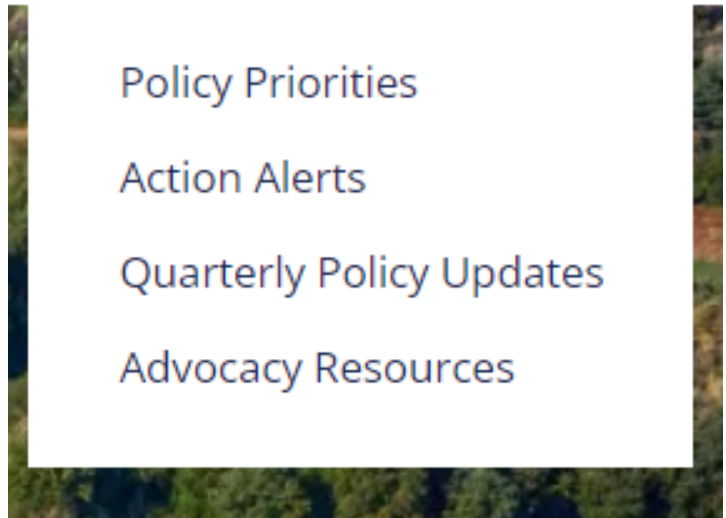 Policy Priorities
Action Alerts
Quarterly Policy Updates
Advocacy Resources